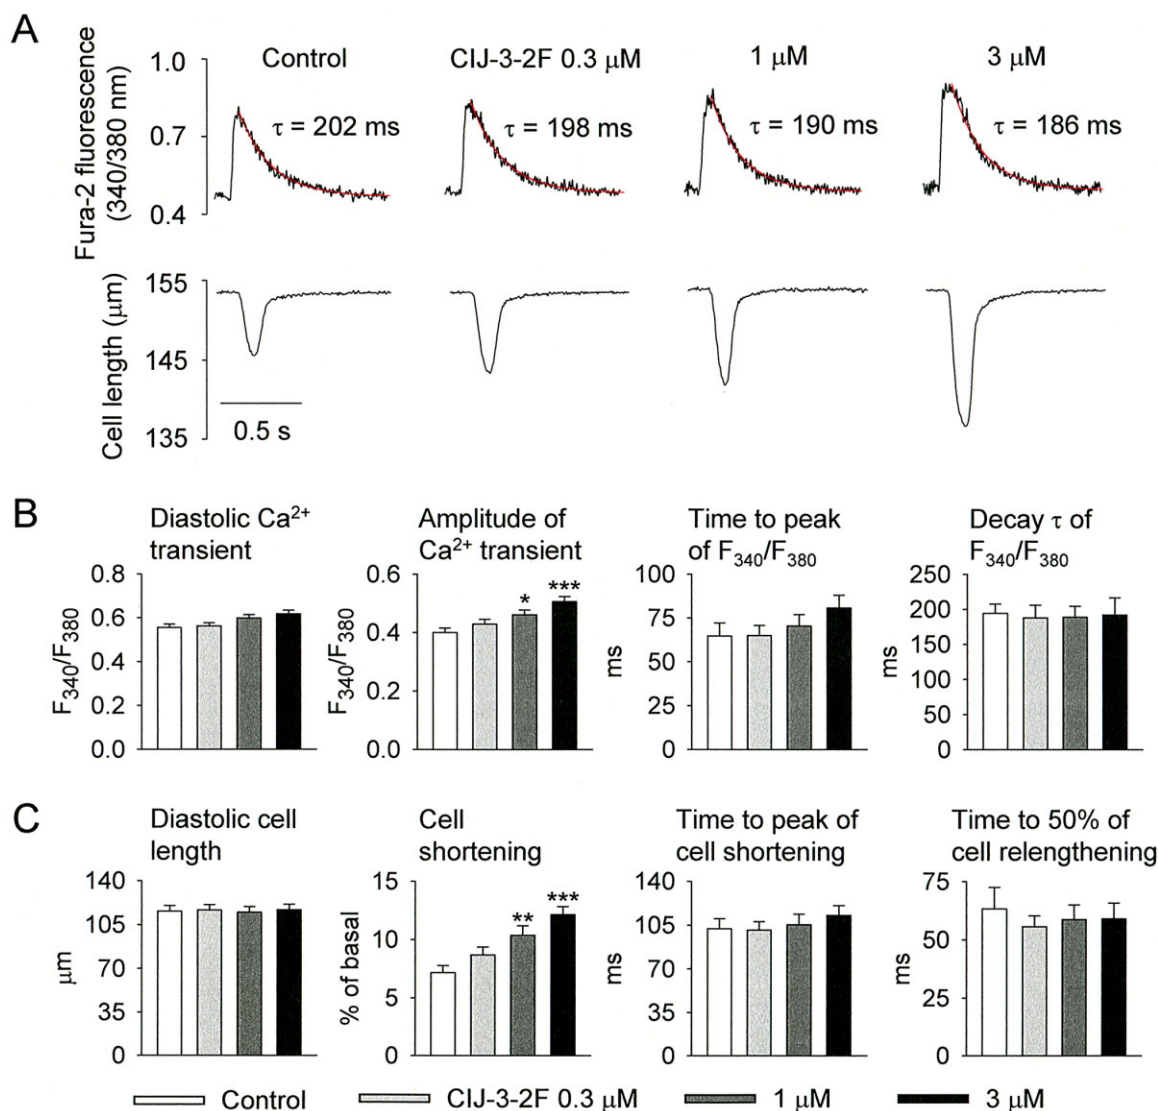 A
Fura-2 fluorescence
(340/380 nm)
1.0
0.7
0.4
Control
CIJ-3-2F 0.3 μM
1 μM
3 μM
τ = 202 ms
τ = 198 ms
τ = 190 ms
τ = 186 ms
Cell length (μm)
155
145
135
0.5 s
B
Diastolic Ca²⁺
transient
F₃₄₀/F₃₈₀
0.8
0.6
0.4
0.2
0.0
Amplitude of
Ca²⁺ transient
F₃₄₀/F₃₈₀
0.6
0.4
0.2
0.0
*
***
Time to peak
of F₃₄₀/F₃₈₀
ms
100
75
50
25
0
Decay τ of
F₃₄₀/F₃₈₀
ms
250
200
150
100
50
0
C
Diastolic cell
length
μm
140
105
70
35
0
Cell
shortening
% of basal
15
10
5
0
**
***
Time to peak of
cell shortening
ms
140
105
70
35
0
Time to 50% of
cell relengthening
ms
75
50
25
0
Control
CIJ-3-2F 0.3 μM
1 μM
3 μM